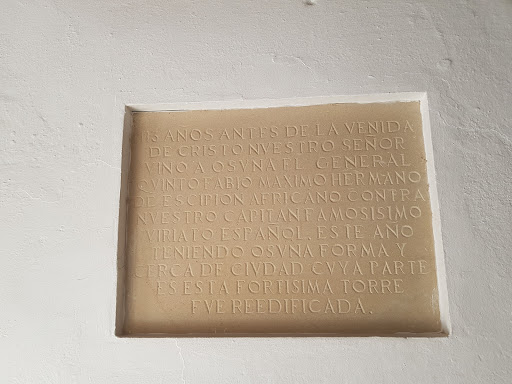 15 AÑOS ANTES DE LA VENIDA
DE CRISTO NVESTRO SEÑOR
VINO A OSVNA EL GENERAL
QVINTO FABIO MAXIMO HERMANO
DE ESCIPION AFRICANO CONTRA
NVESTRO CAPITAN FAMOSISIMO
VIRIATO ESPAÑOL, ESTE AÑO
TENIENDO OSVNA FORMA Y
CERCA DE CIVDAD CVYA PARTE
ES ESTA FORTISIMA TORRE
FVE REEDIFICADA.